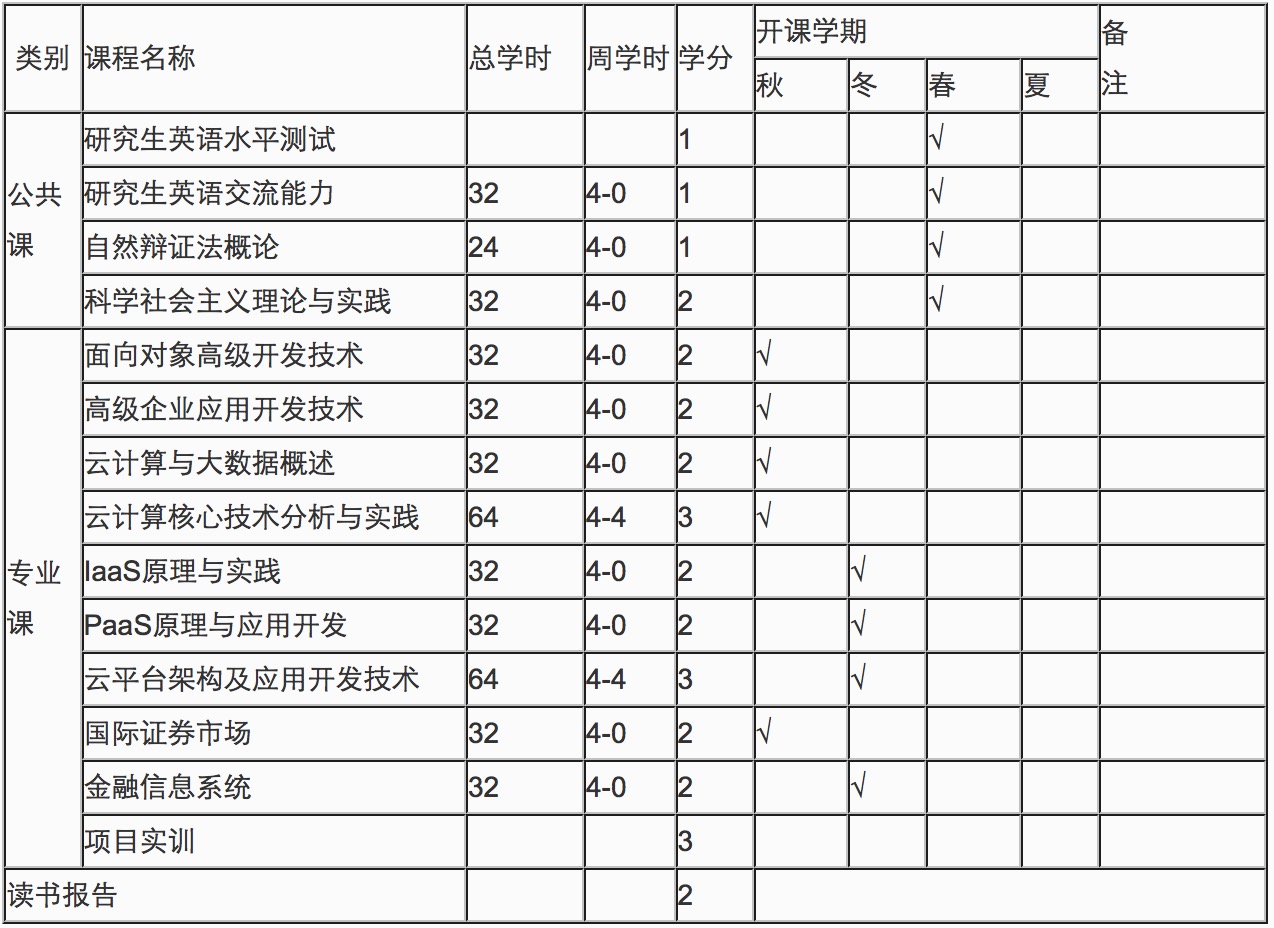 类别 课程名称 总学时 周学时 学分 开课学期 备注
秋 冬 春 夏
公共课
研究生英语水平测试 1 √
研究生英语交流能力 32 4-0 1 √
自然辩证法概论 24 4-0 1 √
科学社会主义理论与实践 32 4-0 2 √
专业课
面向对象高级开发技术 32 4-0 2 √
高级企业应用开发技术 32 4-0 2 √
云计算与大数据概述 32 4-0 2 √
云计算核心技术分析与实践 64 4-4 3 √
IaaS原理与实践 32 4-0 2 √
PaaS原理与应用开发 32 4-0 2 √
云平台架构及应用开发技术 64 4-4 3 √
国际证券市场 32 4-0 2 √
金融信息系统 32 4-0 2 √
项目实训 3
读书报告 2